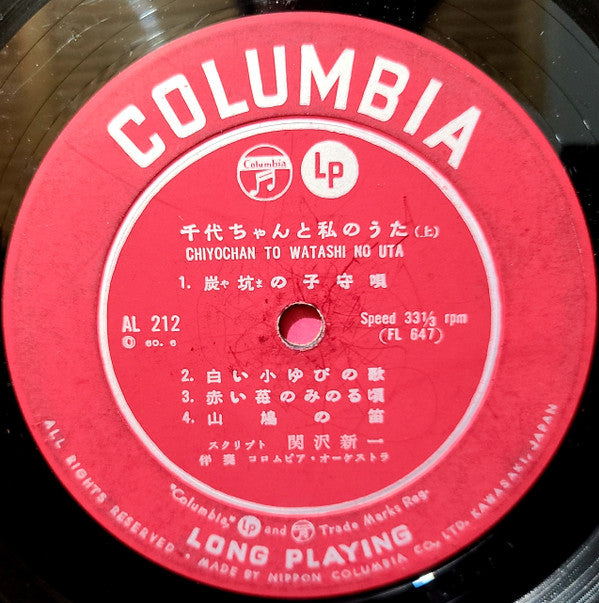 COLUMBIA
Columbia
LP
千代ちゃんと私のうた(上)
CHIYOCHAN TO WATASHI NO UTA
1. 炭坑の子守唄
やま
AL 212
Ⓟ 60. 6
Speed 33⅓ rpm
(FL 647)
2. 白い小ゆびの歌
3. 赤い苺のみのる頃
4. 山鳩の笛
スクリプト 関沢新一
伴奏 コロムビア・オーケストラ
"Columbia," LP and Trade Marks Reg.
LONG PLAYING
ALL RIGHTS RESERVED • MADE BY NIPPON COLUMBIA CO., LTD. KAWASAKI, JAPAN